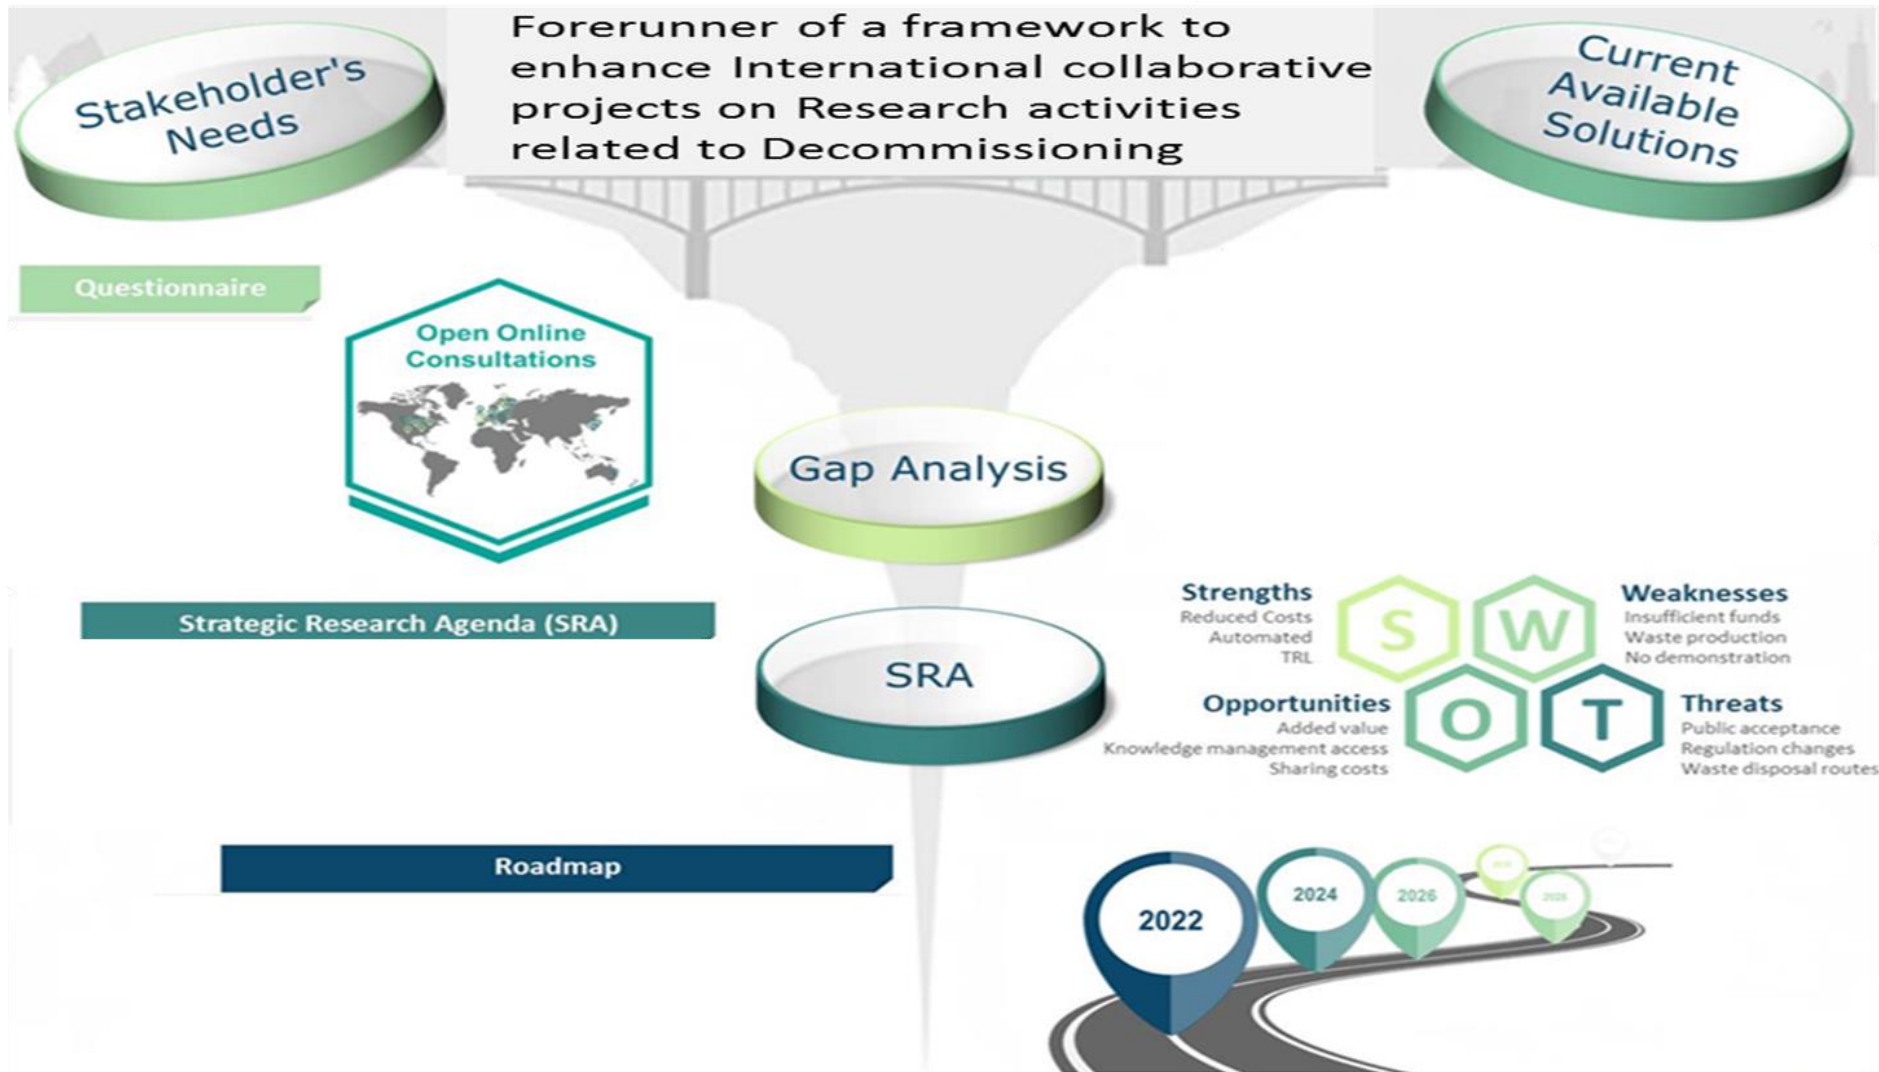 Stakeholder's
Needs
Forerunner of a framework to
enhance International collaborative
projects on Research activities
related to Decommissioning
Current
Available
Solutions
Questionnaire
Open Online
Consultations
Gap Analysis
Strategic Research Agenda (SRA)
SRA
Strengths
Reduced Costs
Automated
TRL
S
W
Weaknesses
Insufficient funds
Waste production
No demonstration
Opportunities
Added value
Knowledge management access
Sharing costs
O
T
Threats
Public acceptance
Regulation changes
Waste disposal routes
Roadmap
2022
2024
2026
2028